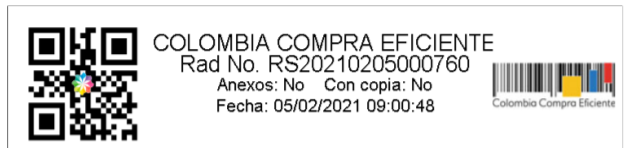 COLOMBIA COMPRA EFICIENTE
Rad No. RS20210205000760
Anexos: No Con copia: No
Fecha: 05/02/2021 09:00:48
Colombia Compra Eficiente